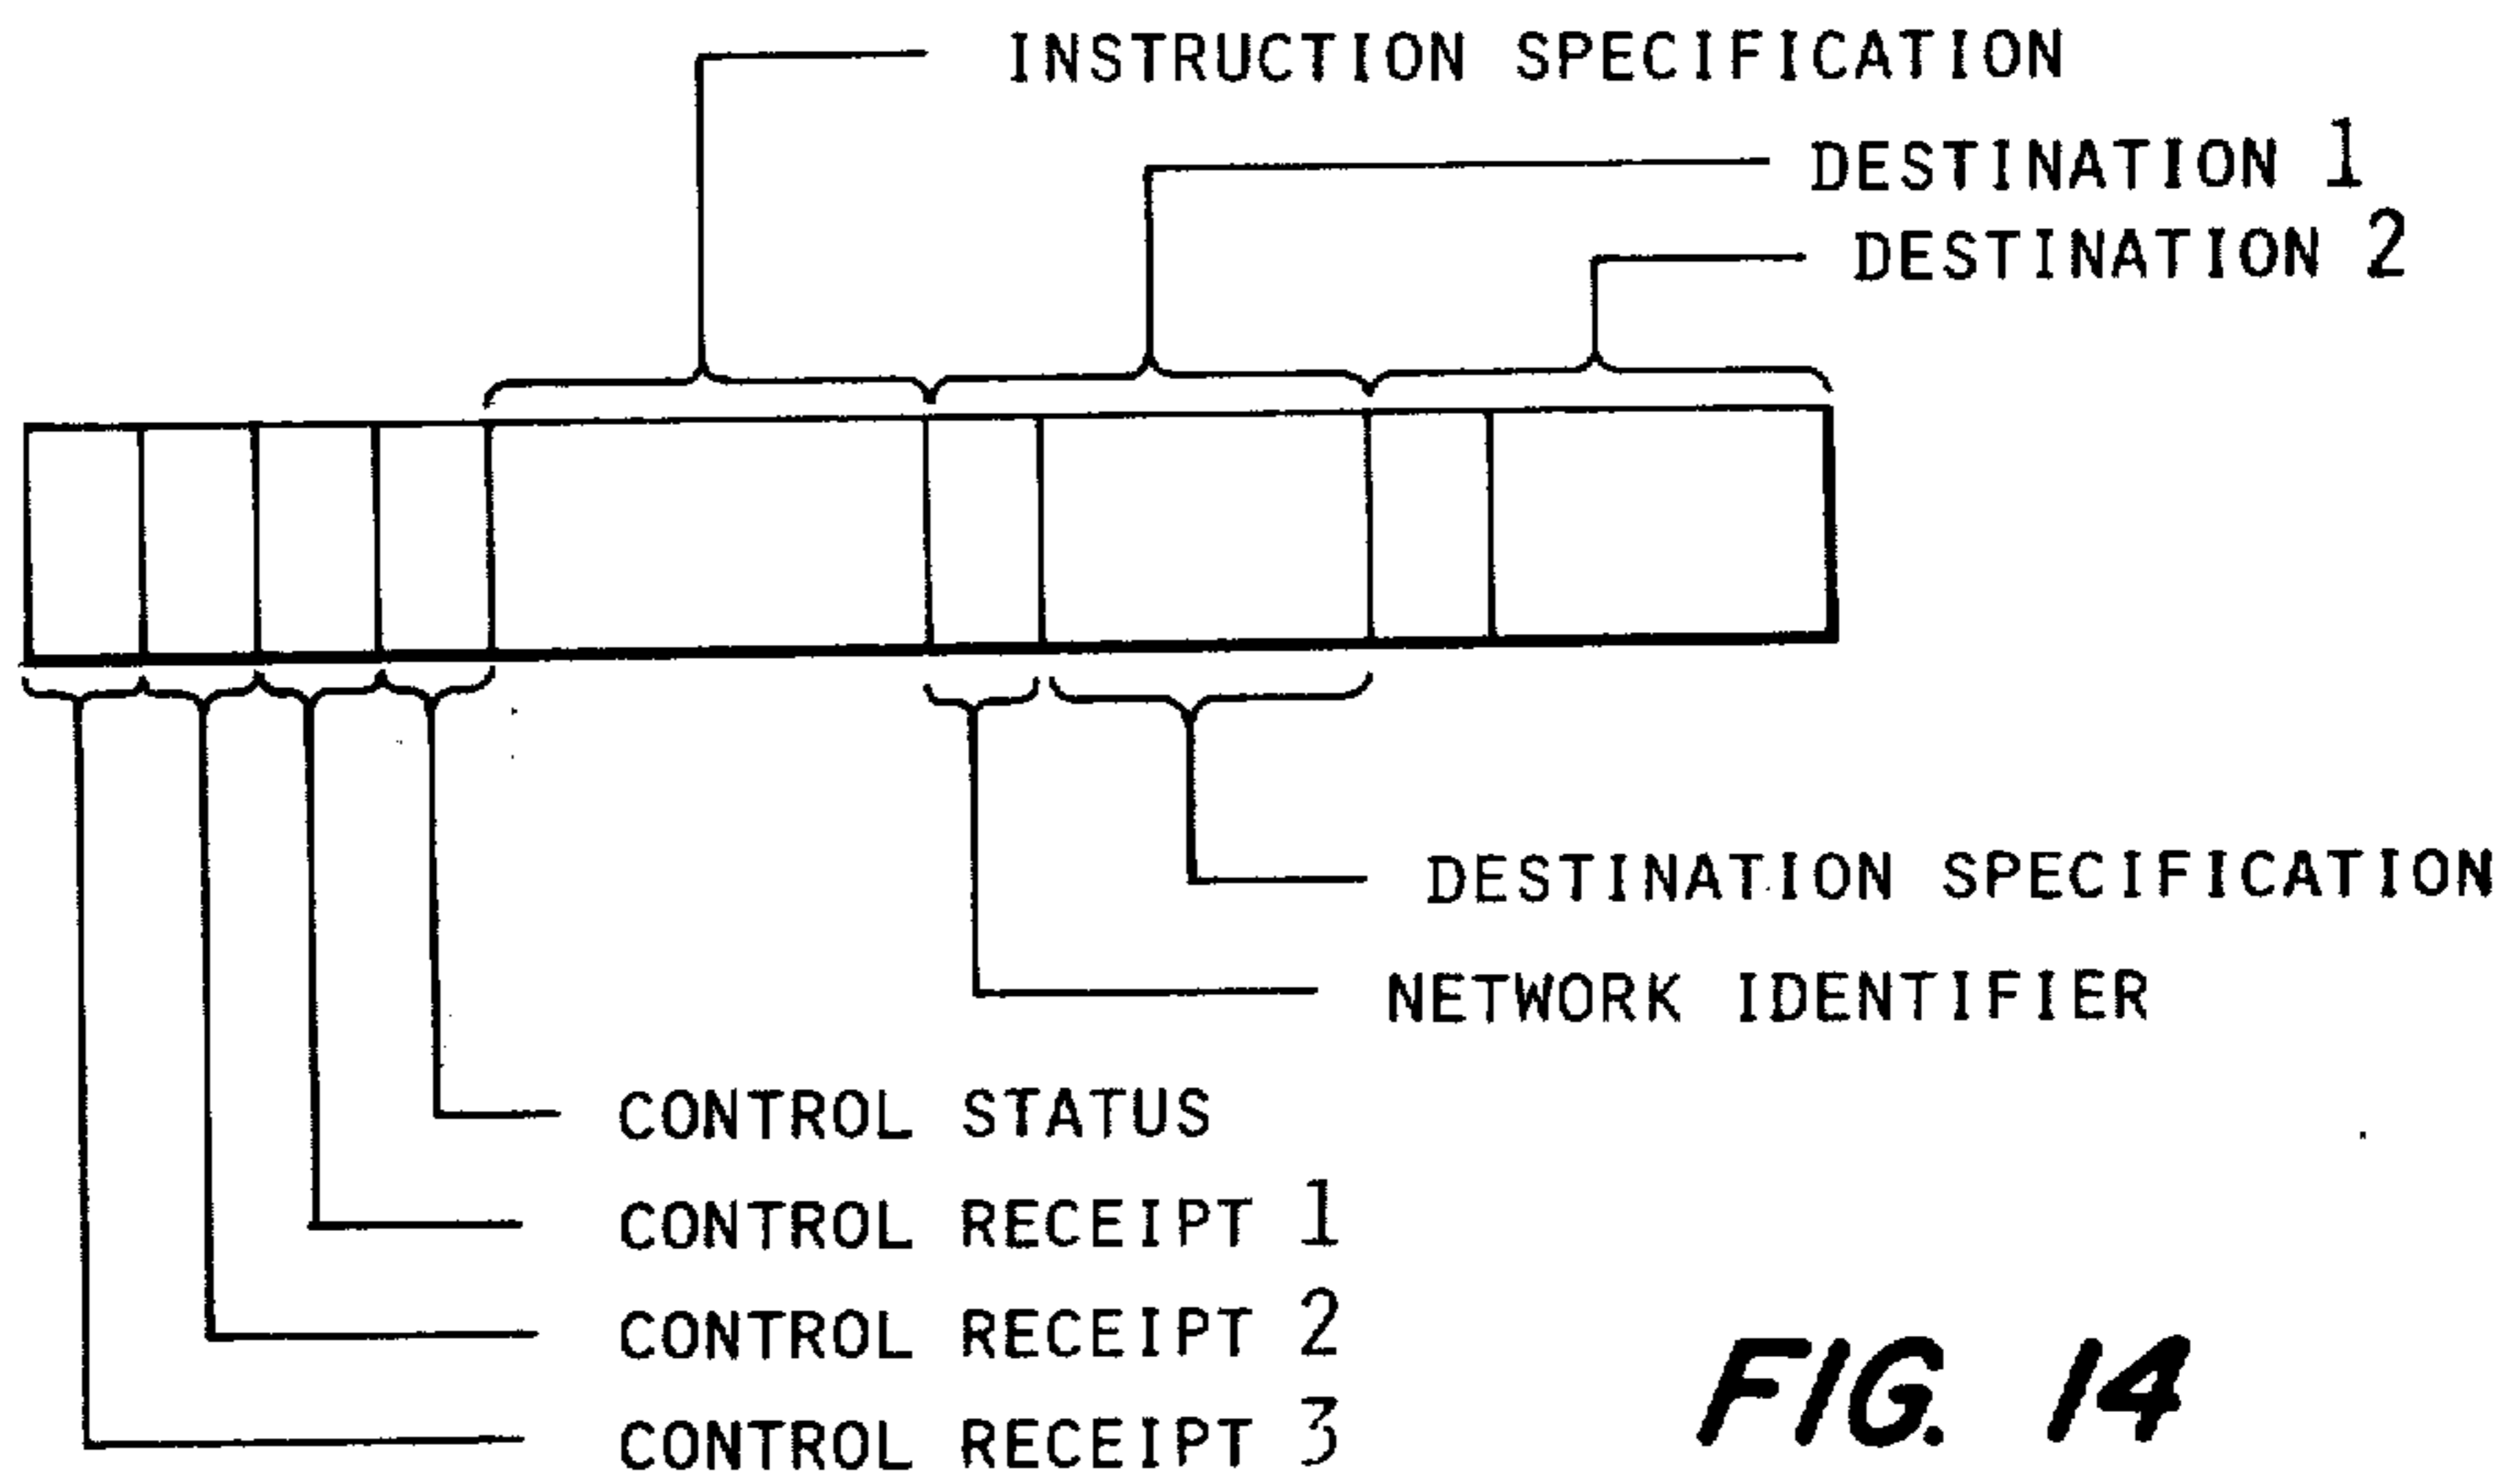 INSTRUCTION SPECIFICATION
DESTINATION 1
DESTINATION 2
DESTINATION SPECIFICATION
NETWORK IDENTIFIER
CONTROL STATUS
CONTROL RECEIPT 1
CONTROL RECEIPT 2
CONTROL RECEIPT 3
FIG. 14